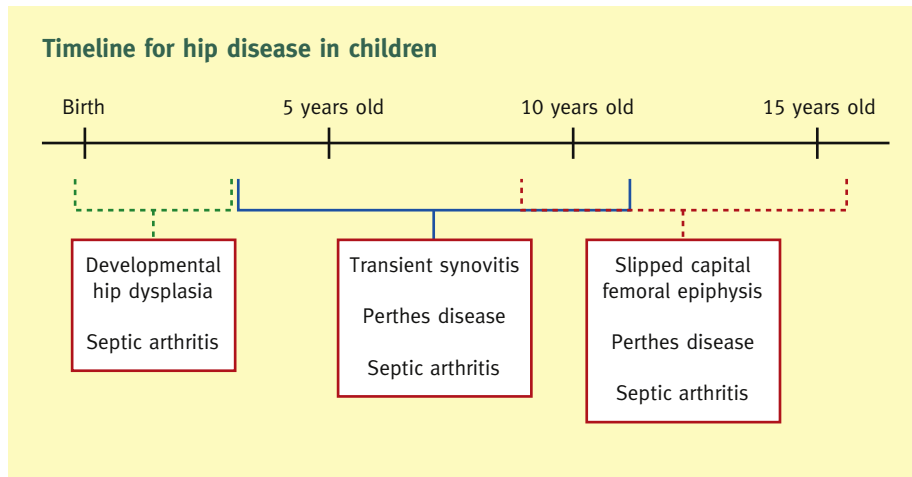 Timeline for hip disease in children
Birth
5 years old
10 years old
15 years old
Developmental
hip dysplasia
Septic arthritis
Transient synovitis
Perthes disease
Septic arthritis
Slipped capital
femoral epiphysis
Perthes disease
Septic arthritis